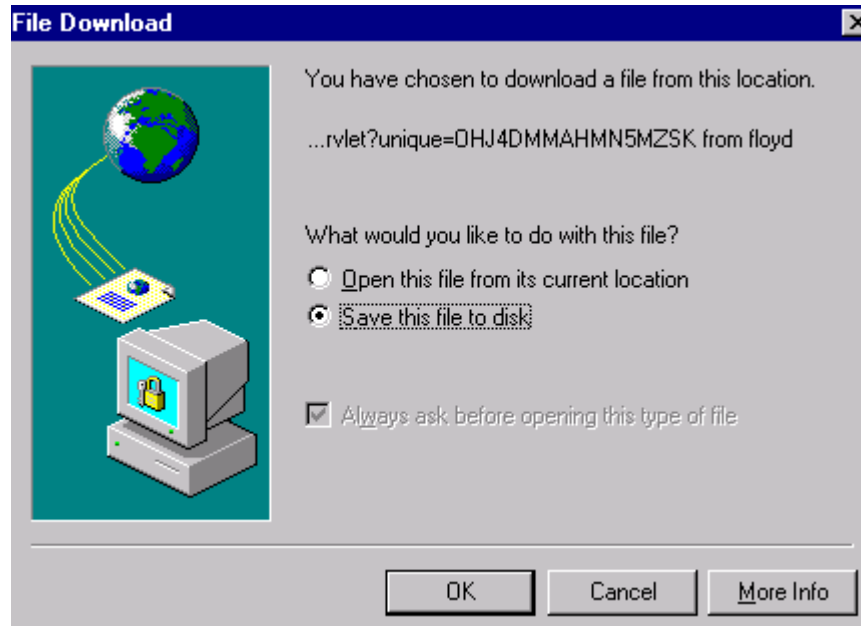 File Download
You have chosen to download a file from this location.
...rvlet?unique=OHJ4DMMAHMN5MZSK from floyd
What would you like to do with this file?
Open this file from its current location
Save this file to disk
Always ask before opening this type of file
OK
Cancel
More Info